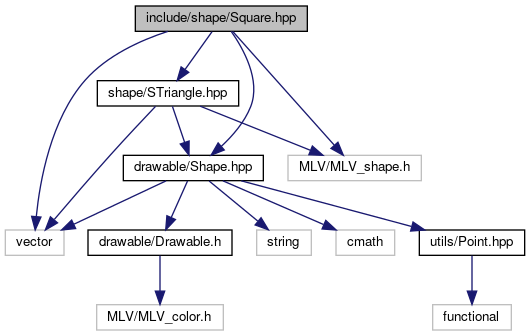 include/shape/Square.hpp
shape/STriangle.hpp
drawable/Shape.hpp
MLV/MLV_shape.h
vector
drawable/Drawable.h
string
cmath
utils/Point.hpp
MLV/MLV_color.h
functional